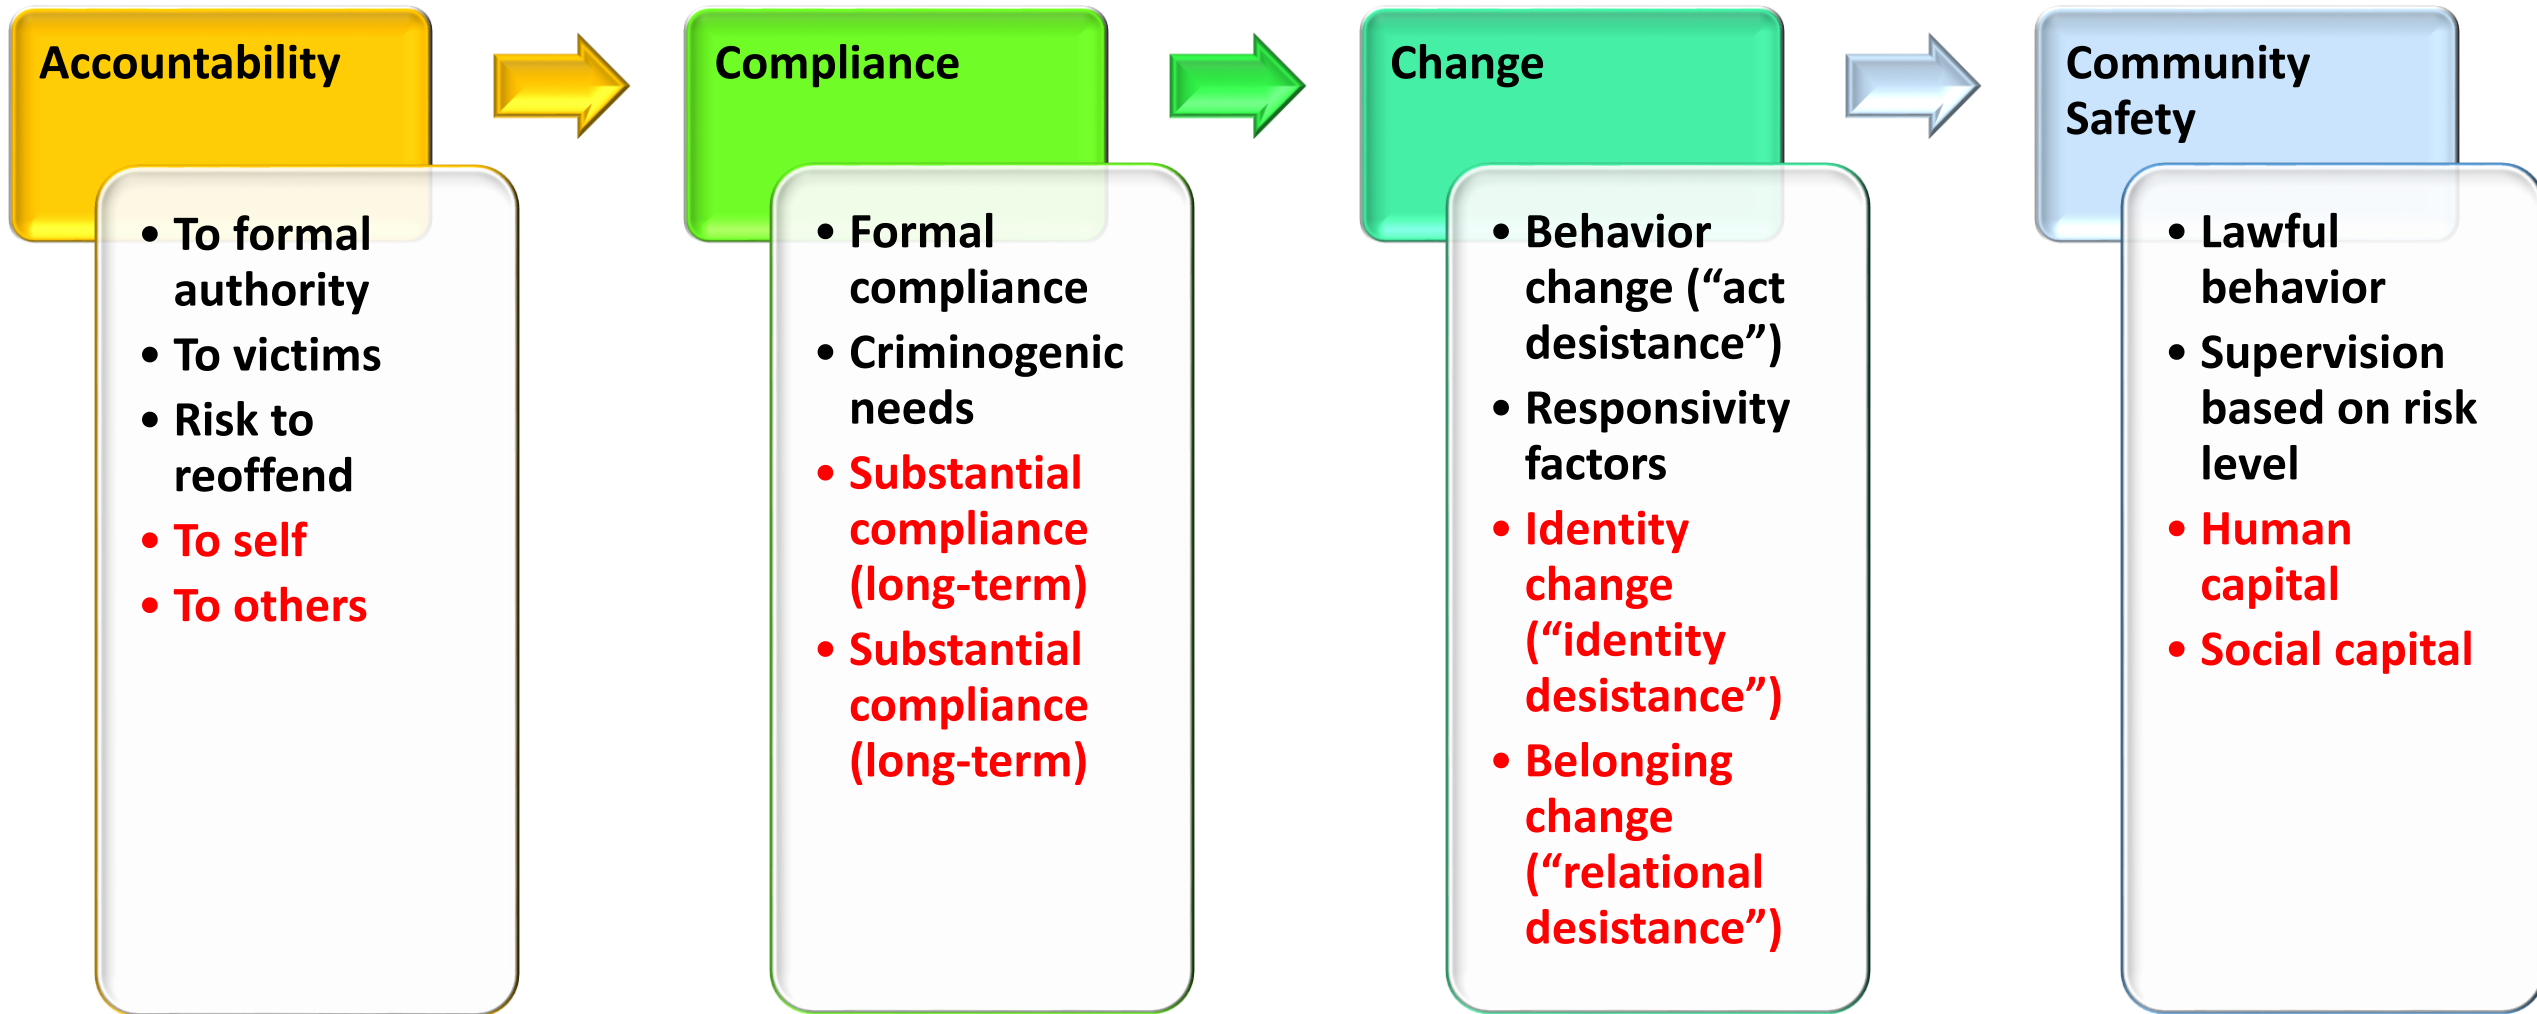 Accountability
• To formal
authority
• To victims
• Risk to
reoffend
• To self
• To others
Compliance
• Formal
compliance
• Criminogenic
needs
• Substantial
compliance
(long-term)
• Substantial
compliance
(long-term)
Change
• Behavior
change (“act
desistance”)
• Responsivity
factors
• Identity
change
(“identity
desistance”)
• Belonging
change
(“relational
desistance”)
Community
Safety
• Lawful
behavior
• Supervision
based on risk
level
• Human
capital
• Social capital